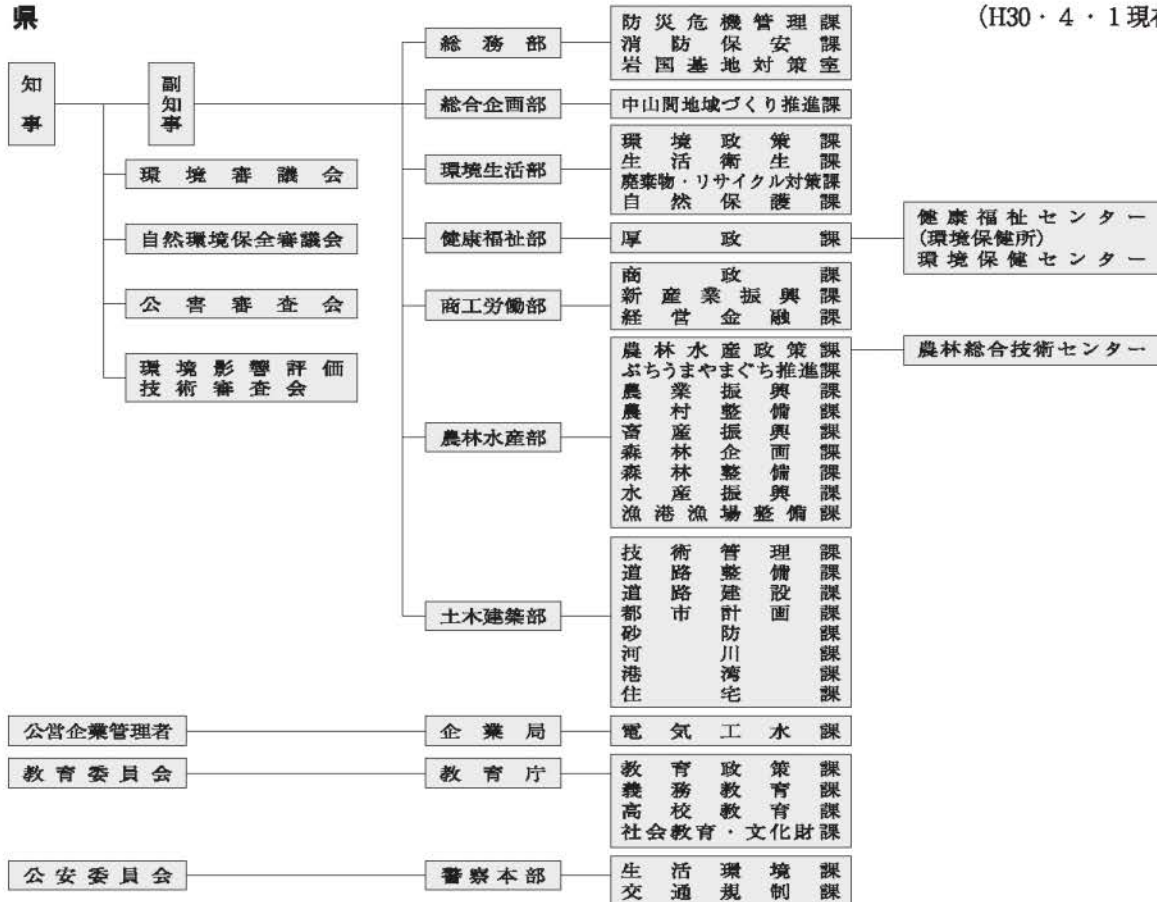 県
(H30・4・1現在
知事
副知事
環境審議会
自然環境保全審議会
公害審査会
環境影響評価
技術審査会
総務部
防災危機管理課
消防保安課
岩国基地対策室
総合企画部
中山間地域づくり推進課
環境生活部
環境政策課
生活衛生課
廃棄物・リサイクル対策課
自然保護課
健康福祉部
厚政課
健康福祉センター
(環境保健所)
環境保健センター
商工労働部
商政課
新産業振興課
経営金融課
農林水産部
農林水産政策課
ぶちうまやまぐち推進課
農業振興課
農村整備課
畜産振興課
森林企画課
森林整備課
水産振興課
漁港漁場整備課
農林総合技術センター
土木建築部
技術管理課
道路整備課
道路建設課
都市計画課
砂防課
河川課
港湾課
住宅課
公営企業管理者
企業局
電気工水課
教育委員会
教育庁
教育政策課
義務教育課
高校教育課
社会教育・文化財課
公安委員会
警察本部
生活環境課
交通規制課